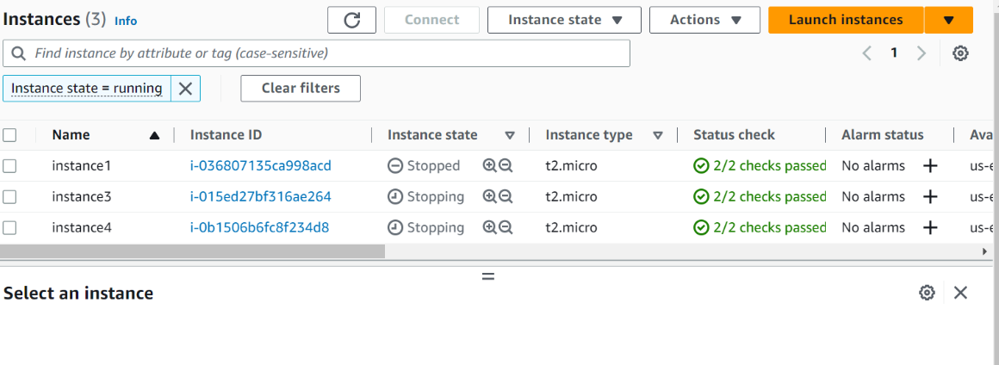 Instances (3) Info Connect Instance state Actions Launch instances
Find instance by attribute or tag (case-sensitive) 1
Instance state = running Clear filters
Name Instance ID Instance state Instance type Status check Alarm status Ava
instance1 i-036807135ca998acd Stopped t2.micro 2/2 checks passed No alarms us-e
instance3 i-015ed27bf316ae264 Stopping t2.micro 2/2 checks passed No alarms us-e
instance4 i-0b1506b6fc8f234d8 Stopping t2.micro 2/2 checks passed No alarms us-e
Select an instance